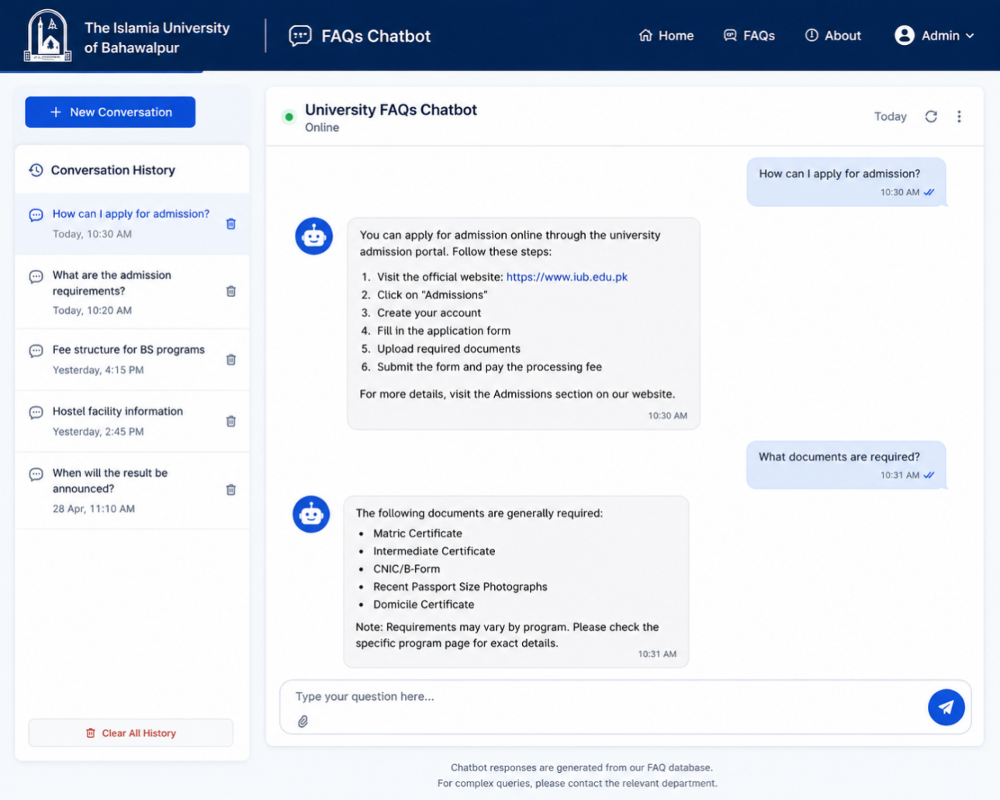 The Islamia University
of Bahawalpur
FAQs Chatbot
Home
FAQs
About
Admin
+ New Conversation
Conversation History
How can I apply for admission?
Today, 10:30 AM
What are the admission
requirements?
Today, 10:20 AM
Fee structure for BS programs
Yesterday, 4:15 PM
Hostel facility information
Yesterday, 2:45 PM
When will the result be
announced?
28 Apr, 11:10 AM
Clear All History
University FAQs Chatbot
Online
Today
How can I apply for admission?
10:30 AM
You can apply for admission online through the university
admission portal. Follow these steps:
1. Visit the official website: https://www.iub.edu.pk
2. Click on “Admissions”
3. Create your account
4. Fill in the application form
5. Upload required documents
6. Submit the form and pay the processing fee
For more details, visit the Admissions section on our website.
10:30 AM
What documents are required?
10:31 AM
The following documents are generally required:
• Matric Certificate
• Intermediate Certificate
• CNIC/B-Form
• Recent Passport Size Photographs
• Domicile Certificate
Note: Requirements may vary by program. Please check the
specific program page for exact details.
10:31 AM
Type your question here...
Chatbot responses are generated from our FAQ database.
For complex queries, please contact the relevant department.